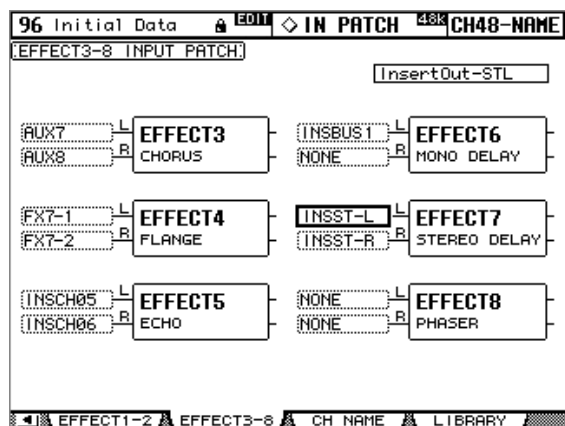 96 Initial Data EDIT IN PATCH 48K CH48-NAME
EFFECT3-8 INPUT PATCH
InsertOut-STL
AUX7 L EFFECT3
AUX8 R CHORUS
INSBUS1 L EFFECT6
NONE R MONO DELAY
FX7-1 L EFFECT4
FX7-2 R FLANGE
INSST-L L EFFECT7
INSST-R R STEREO DELAY
INSCH05 L EFFECT5
INSCH06 R ECHO
NONE L EFFECT8
NONE R PHASER
EFFECT1-2 EFFECT3-8 CH NAME LIBRARY